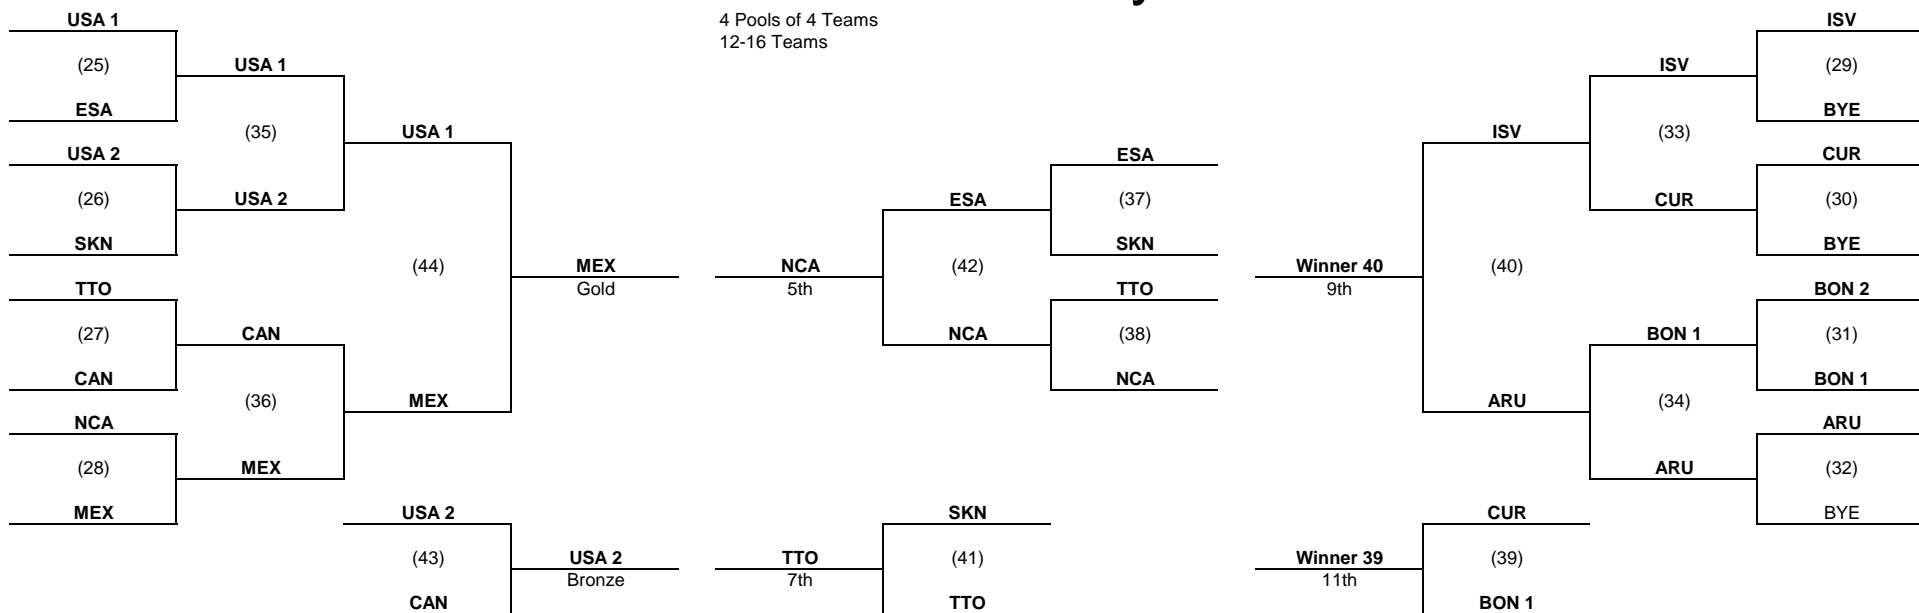 4 Pools of 4 Teams
12-16 Teams
USA 1
(25)
ESA
USA 2
(26)
SKN
TTO
(27)
CAN
NCA
(28)
MEX
USA 1
(35)
USA 2
CAN
(36)
MEX
USA 1
(44)
MEX
USA 2
(43)
CAN
MEX
Gold
USA 2
Bronze
NCA
5th
TTO
7th
ESA
(42)
NCA
SKN
(41)
TTO
ESA
(37)
SKN
TTO
(38)
NCA
Winner 40
9th
Winner 39
11th
ISV
(40)
ARU
CUR
(39)
BON 1
ISV
(33)
CUR
BON 1
(34)
ARU
ISV
(29)
BYE
CUR
(30)
BYE
BON 2
(31)
BON 1
ARU
(32)
BYE